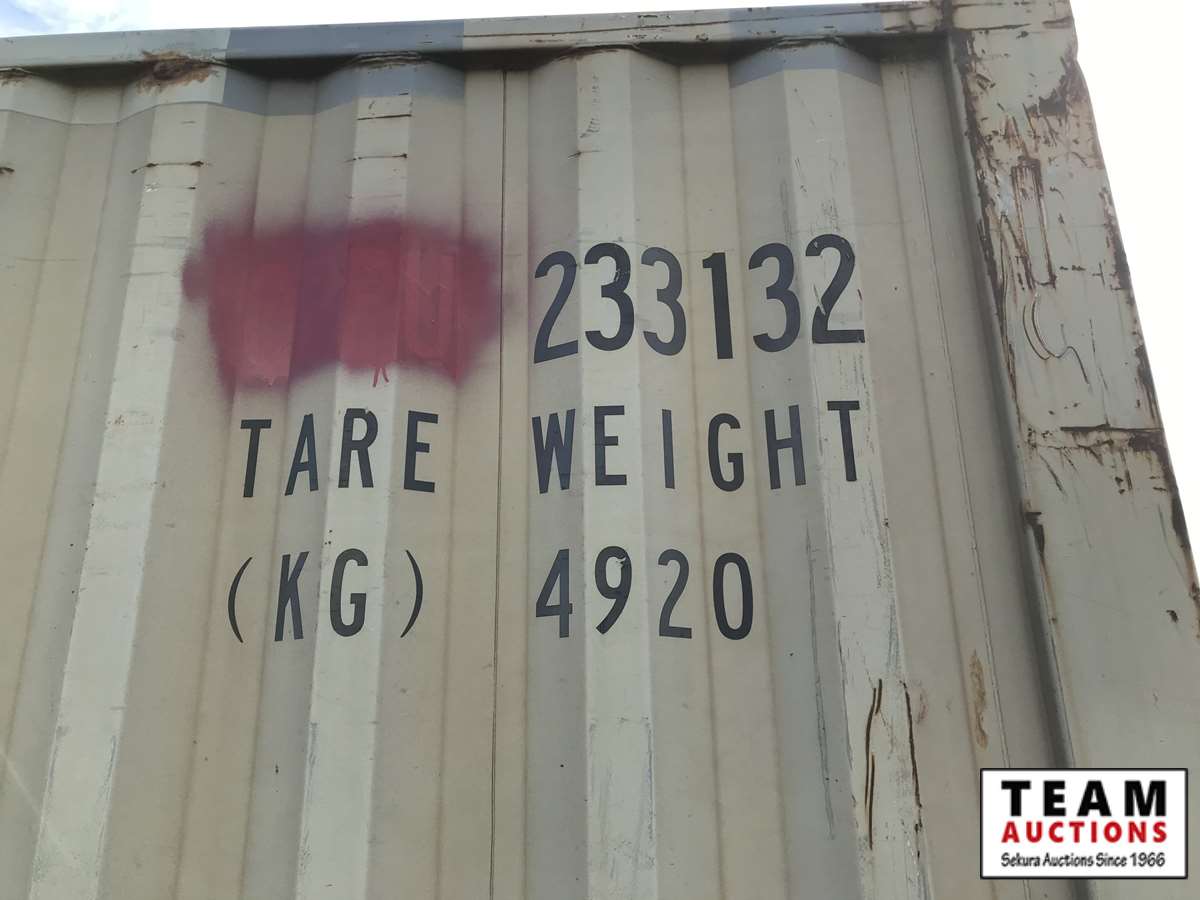 233132
TARE WEIGHT
(KG) 4920
TEAM
AUCTIONS
Sekura Auctions Since 1966